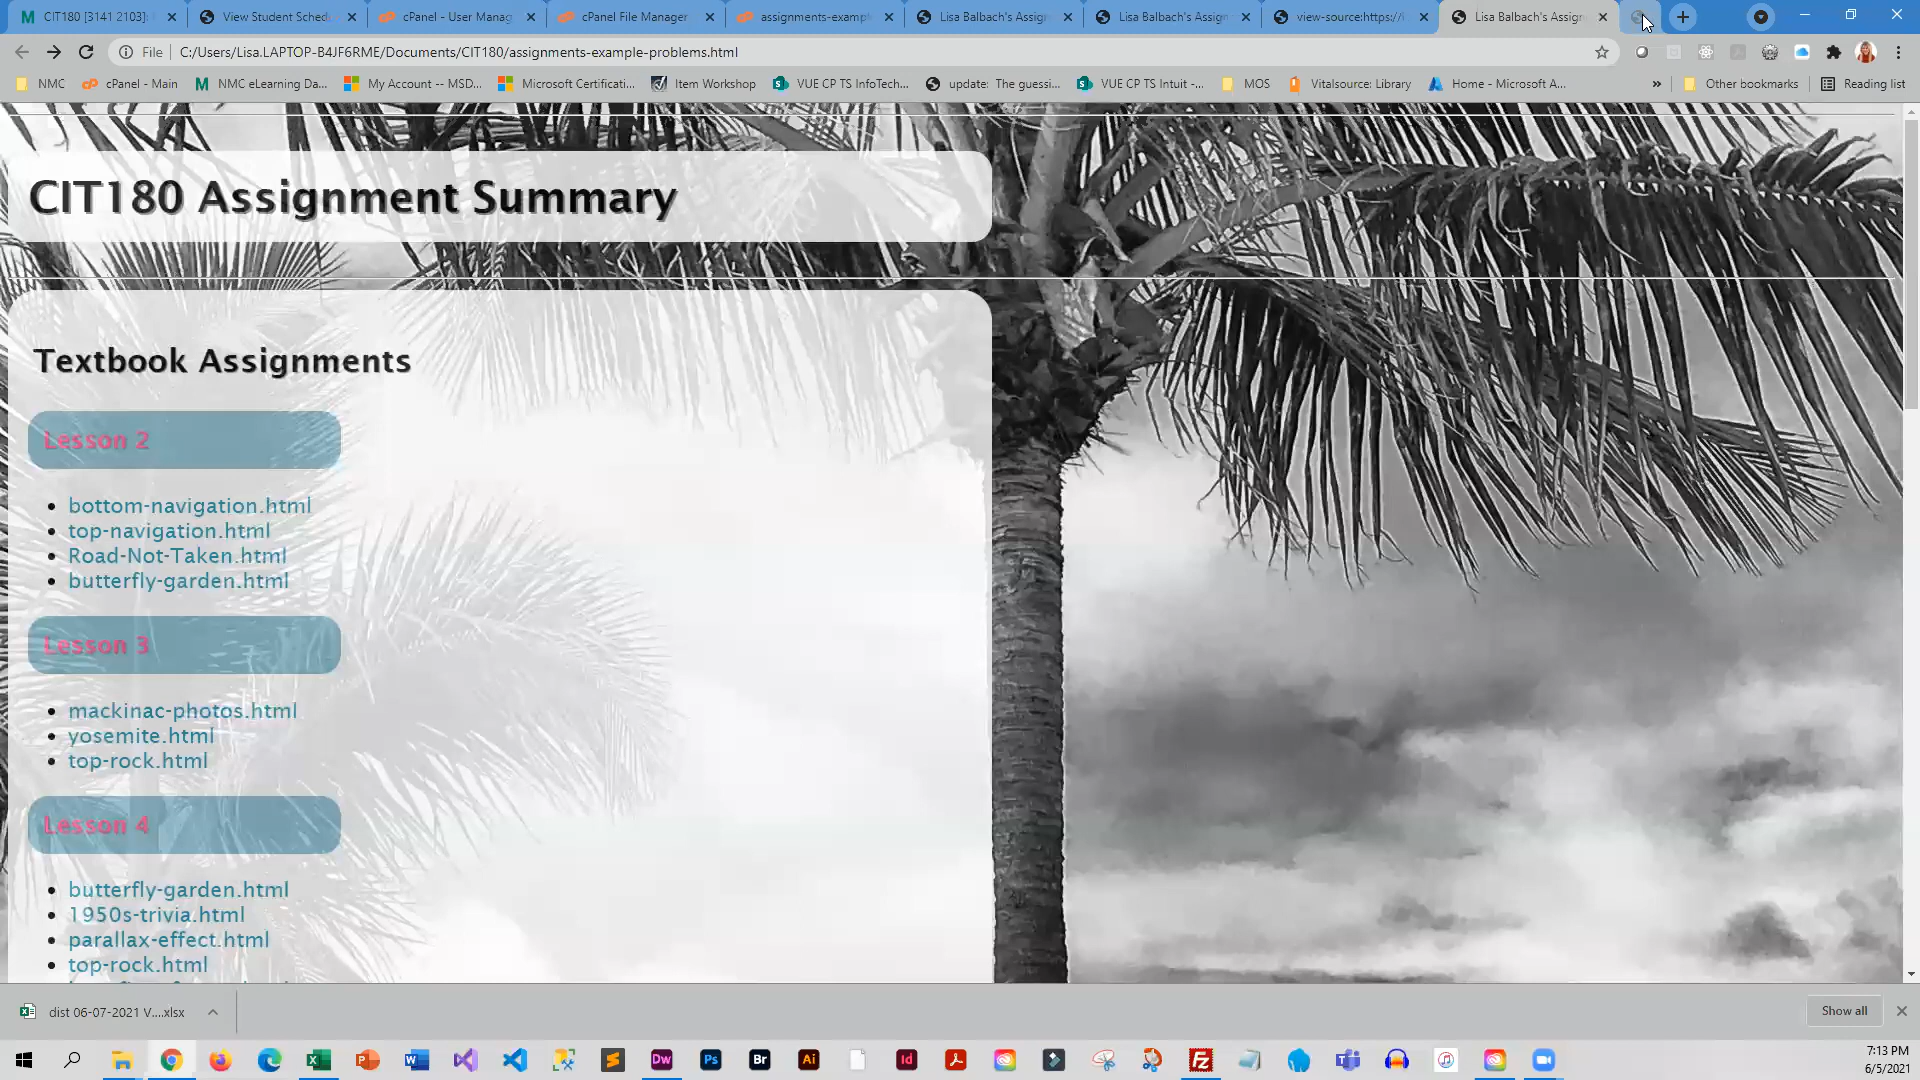 CIT180 [3141 2103]:
View Student Sched
cPanel - User Manag
cPanel File Manager
assignments-exampl
Lisa Balbach's Assign
Lisa Balbach's Assign
view-source:https://
Lisa Balbach's Assign
File
C:/Users/Lisa.LAPTOP-B4JF6RME/Documents/CIT180/assignments-example-problems.html
NMC
cPanel - Main
NMC eLearning Da...
My Account -- MSD...
Microsoft Certificati...
Item Workshop
VUE CP TS InfoTech...
update: The guessi...
VUE CP TS Intuit -...
MOS
Vitalsource: Library
Home - Microsoft A...
»
Other bookmarks
Reading list
CIT180 Assignment Summary
Textbook Assignments
Lesson 2
• bottom-navigation.html
• top-navigation.html
• Road-Not-Taken.html
• butterfly-garden.html
Lesson 3
• mackinac-photos.html
• yosemite.html
• top-rock.html
Lesson 4
• butterfly-garden.html
• 1950s-trivia.html
• parallax-effect.html
• top-rock.html
dist 06-07-2021 V....xlsx
Show all
7:13 PM
6/5/2021